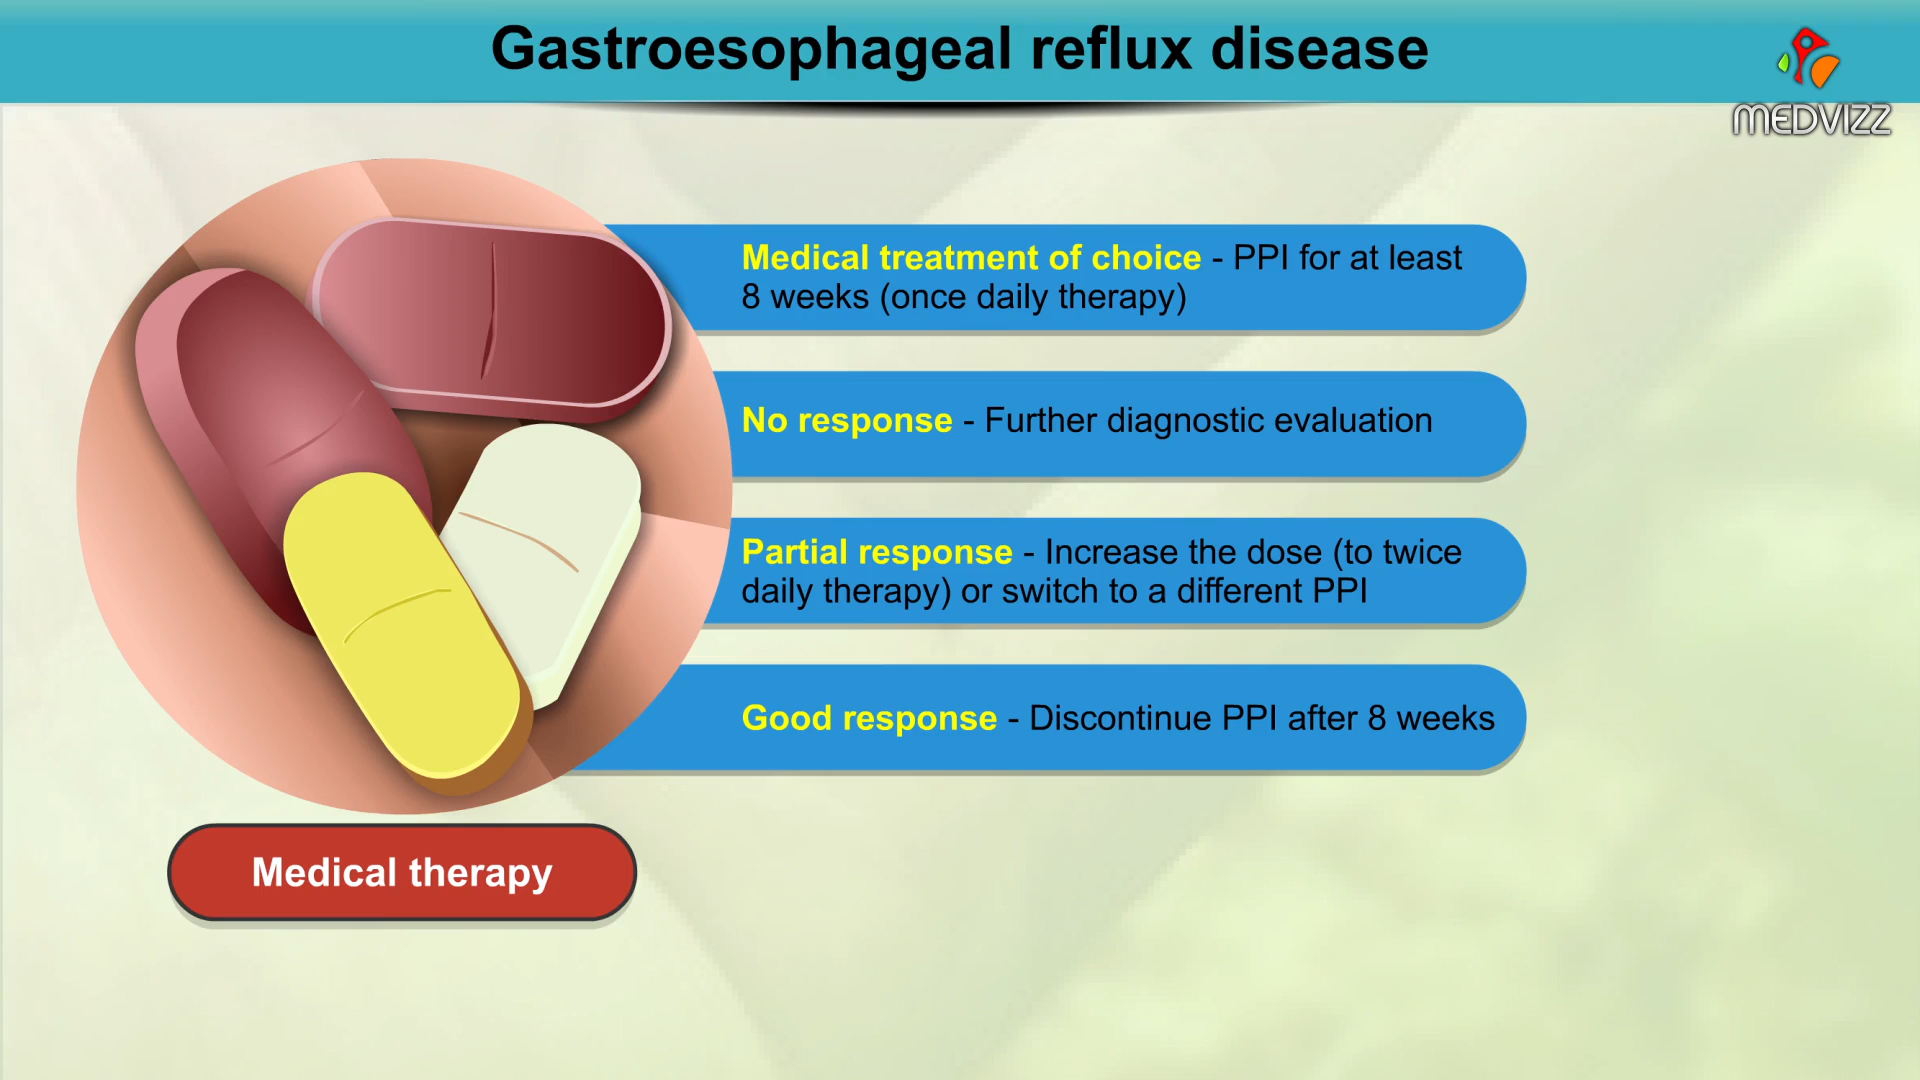 Gastroesophageal reflux disease
MEDVIZZ
Medical treatment of choice - PPI for at least
8 weeks (once daily therapy)
No response - Further diagnostic evaluation
Partial response - Increase the dose (to twice
daily therapy) or switch to a different PPI
Good response - Discontinue PPI after 8 weeks
Medical therapy